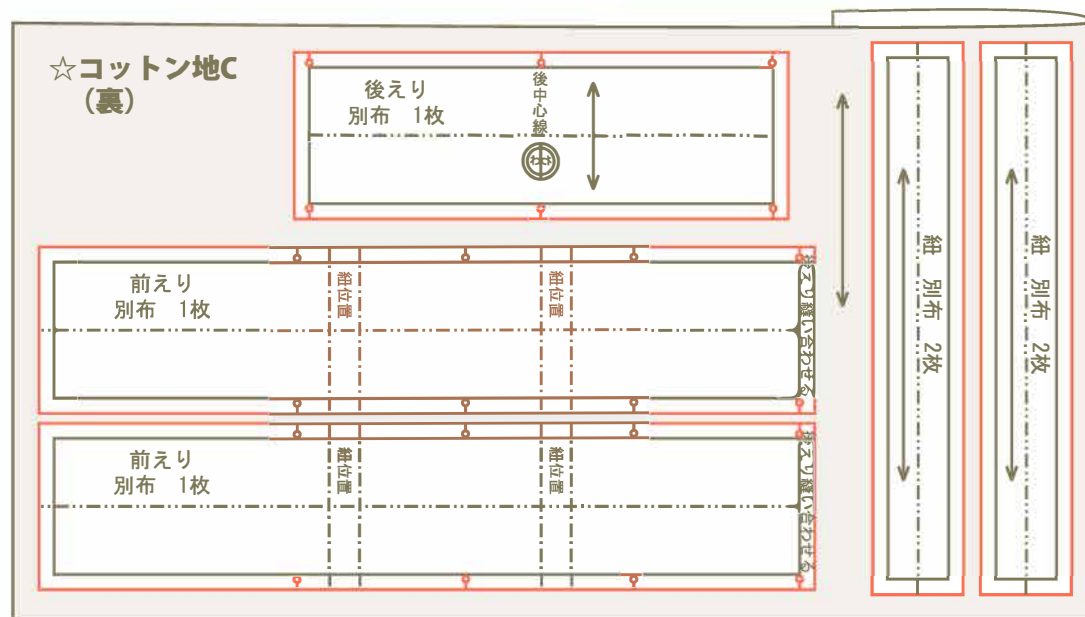 ☆コットン地C
（裏）
後えり
別布　1枚
後中心線
わき
前えり
別布　1枚
紐位置
紐位置
後えり縫い合わせる
前えり
別布　1枚
紐位置
紐位置
後えり縫い合わせる
紐　別布　2枚
紐　別布　2枚